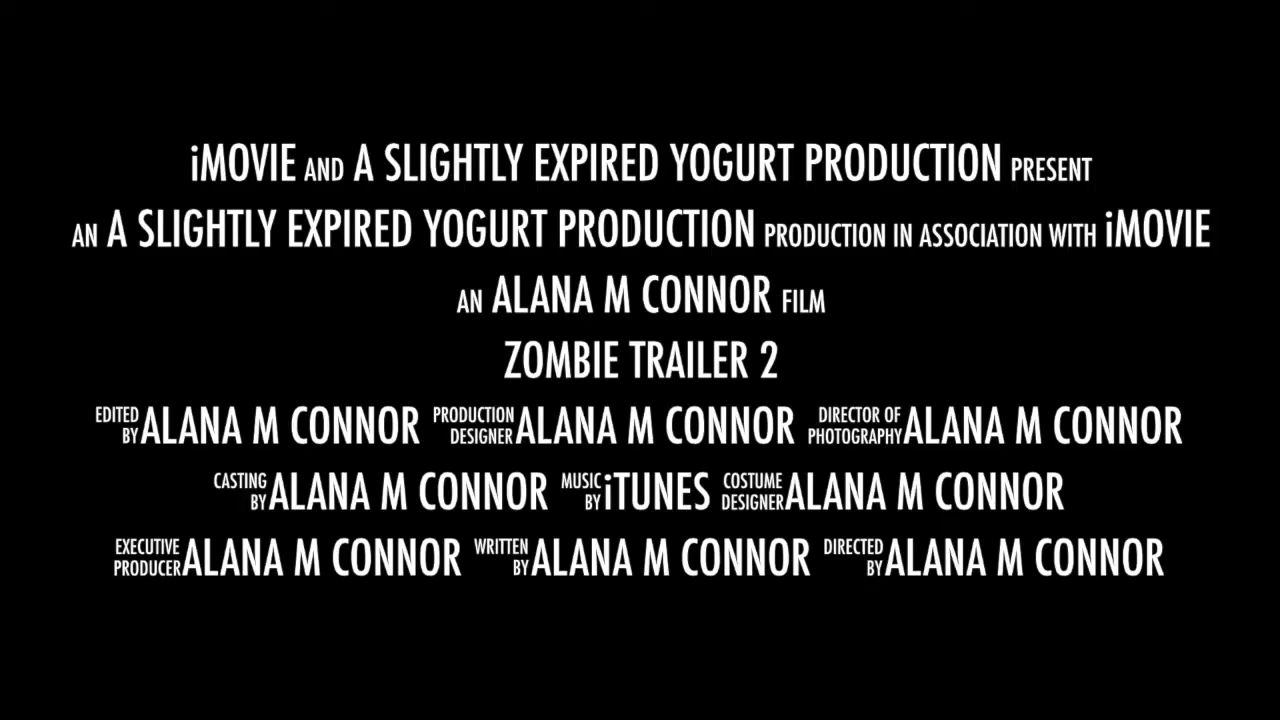 iMOVIE AND A SLIGHTLY EXPIRED YOGURT PRODUCTION PRESENT
AN A SLIGHTLY EXPIRED YOGURT PRODUCTION PRODUCTION IN ASSOCIATION WITH iMOVIE
AN ALANA M CONNOR FILM
ZOMBIE TRAILER 2
EDITED BY ALANA M CONNOR PRODUCTION DESIGNER ALANA M CONNOR DIRECTOR OF PHOTOGRAPHY ALANA M CONNOR
CASTING BY ALANA M CONNOR MUSIC BY iTUNES COSTUME DESIGNER ALANA M CONNOR
EXECUTIVE PRODUCER ALANA M CONNOR WRITTEN BY ALANA M CONNOR DIRECTED BY ALANA M CONNOR